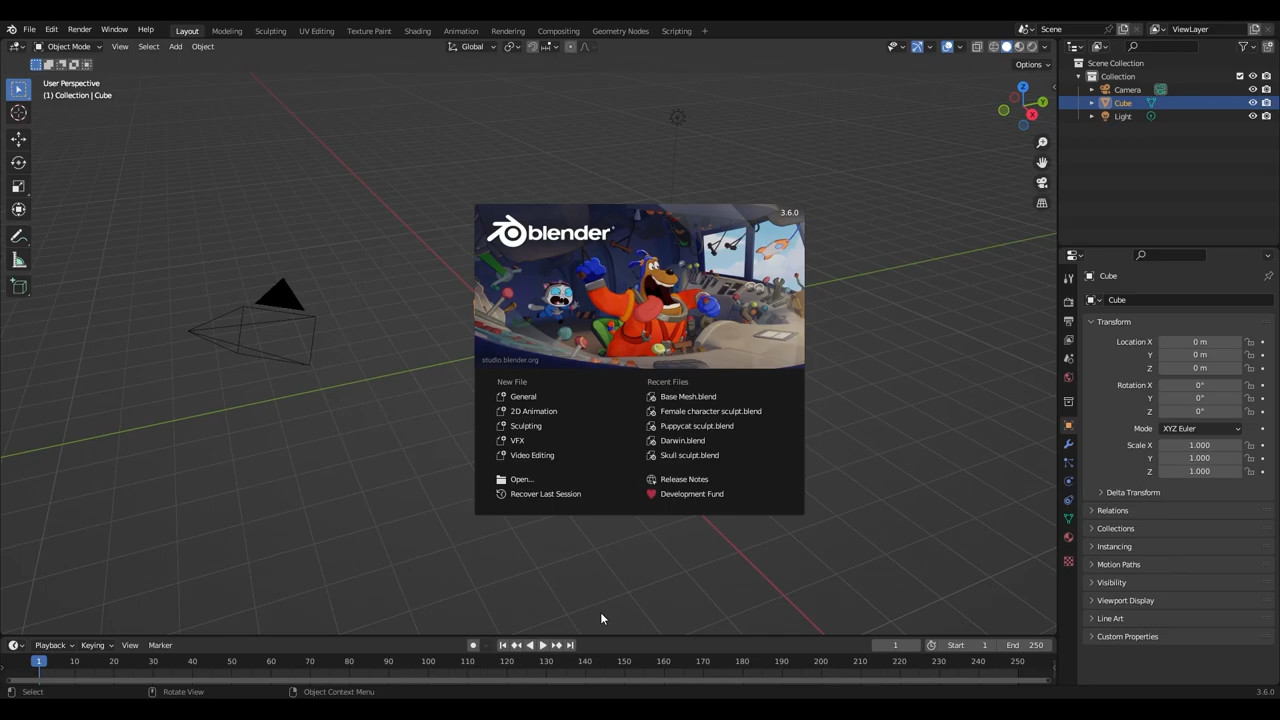 File Edit Render Window Help Layout Modeling Sculpting UV Editing Texture Paint Shading Animation Rendering Compositing Geometry Nodes Scripting + Scene ViewLayer
Object Mode View Select Add Object Global
Options
User Perspective
(1) Collection | Cube
Scene Collection
Collection
Camera
Cube
Light
Z
Y
X
3.6.0
blender
studio.blender.org
New File
General
2D Animation
Sculpting
VFX
Video Editing
Open...
Recover Last Session
Recent Files
Base Mesh.blend
Female character sculpt.blend
Puppycat sculpt.blend
Darwin.blend
Skull sculpt.blend
Release Notes
Development Fund
Cube
Cube
Transform
Location X 0 m
Y 0 m
Z 0 m
Rotation X 0°
Y 0°
Z 0°
Mode XYZ Euler
Scale X 1.000
Y 1.000
Z 1.000
Delta Transform
Relations
Collections
Instancing
Motion Paths
Visibility
Viewport Display
Line Art
Custom Properties
Playback Keying View Marker 1 Start 1 End 250
1 10 20 30 40 50 60 70 80 90 100 110 120 130 140 150 160 170 180 190 200 210 220 230 240 250
Select Rotate View Object Context Menu 3.6.0